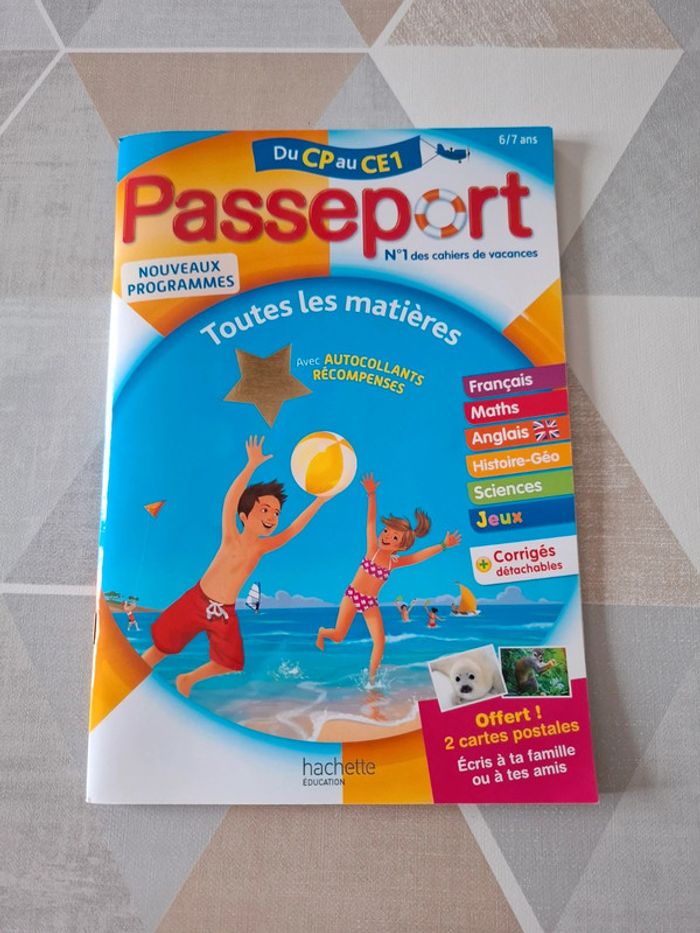 6/7 ans
Du CP au CE1
Passeport
N°1 des cahiers de vacances
NOUVEAUX
PROGRAMMES
Toutes les matières
Avec AUTOCOLLANTS
RÉCOMPENSES
Français
Maths
Anglais
Histoire-Géo
Sciences
Jeux
+ Corrigés
détachables
Offert !
2 cartes postales
Écris à ta famille
ou à tes amis
hachette
ÉDUCATION